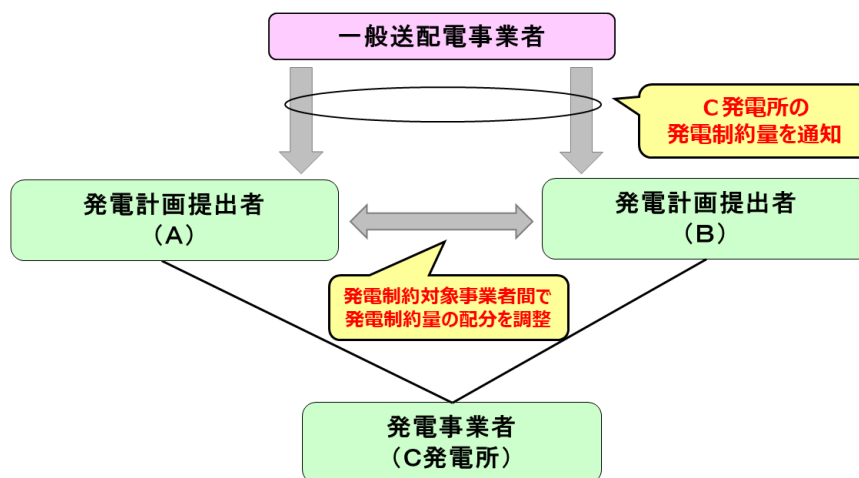 一般送配電事業者
C発電所の
発電制約量を通知
発電計画提出者
（A）
発電計画提出者
（B）
発電制約対象事業者間で
発電制約量の配分を調整
発電事業者
（C発電所）